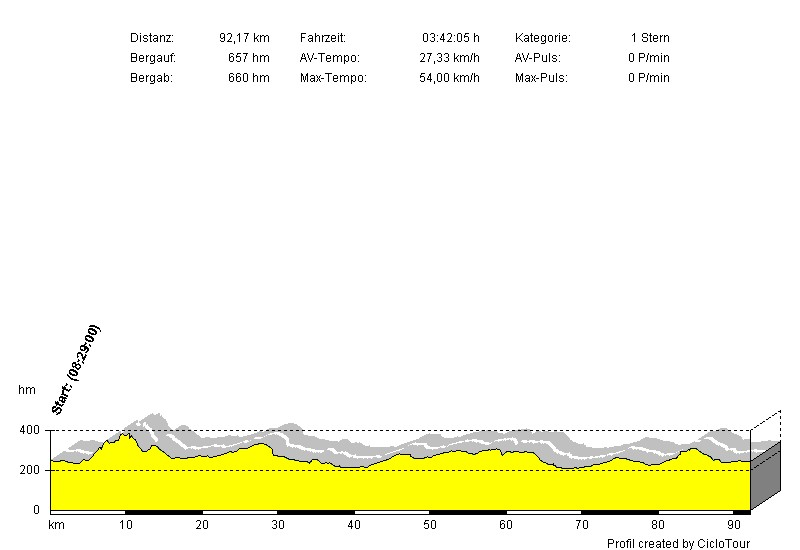 Distanz: 92,17 km Fahrzeit: 03:42:05 h Kategorie: 1 Stern
Bergauf: 657 hm AV-Tempo: 27,33 km/h AV-Puls: 0 P/min
Bergab: 660 hm Max-Tempo: 54,00 km/h Max-Puls: 0 P/min
Start: (08:29:00)
hm
400
200
0
km 10 20 30 40 50 60 70 80 90
Profil created by CicloTour